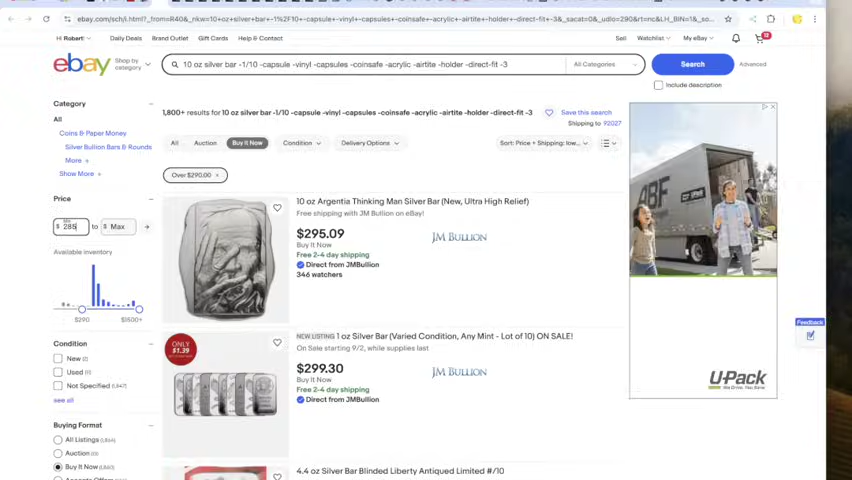 ebay.com/sch/i.html?_from=R40&_nkw=10+oz+silver+bar+-1%2F10+-capsule+-vinyl+-capsules+-coinsafe+-acrylic+-airtite+-holder+-direct-fit+-3&_sacat=0&_udlo=290&rt=nc&LH_BIN=1&_so...
Hi Robert! Daily Deals Brand Outlet Gift Cards Help & Contact Sell Watchlist My eBay 12
ebay Shop by category 10 oz silver bar -1/10 -capsule -vinyl -capsules -coinsafe -acrylic -airtite -holder -direct-fit -3 All Categories Search Advanced
Include description
Category
All
Coins & Paper Money
Silver Bullion Bars & Rounds
More
Show More
Price
Min
$ 285 to $ Max
Available inventory
$290 $1500+
Condition
New (2)
Used (1)
Not Specified (1,847)
see all
Buying Format
All Listings (1,864)
Auction (5)
Buy It Now (1,860)
1,800+ results for 10 oz silver bar -1/10 -capsule -vinyl -capsules -coinsafe -acrylic -airtite -holder -direct-fit -3 Save this search
Shipping to 92027
All Auction Buy It Now Condition Delivery Options Sort: Price + Shipping: low...
Over $290.00 ×
10 oz Argentia Thinking Man Silver Bar (New, Ultra High Relief)
Free shipping with JM Bullion on eBay!
$295.09
JM BULLION
Buy It Now
Free 2-4 day shipping
Direct from JMBullion
346 watchers
ONLY
$1.39
NEW LISTING 1 oz Silver Bar (Varied Condition, Any Mint - Lot of 10) ON SALE!
On Sale starting 9/2, while supplies last
$299.30
JM BULLION
Buy It Now
Free 2-4 day shipping
Direct from JMBullion
4.4 oz Silver Bar Blinded Liberty Antiqued Limited #/10
ABF
U-Pack
We Drive. You Save.
Feedback